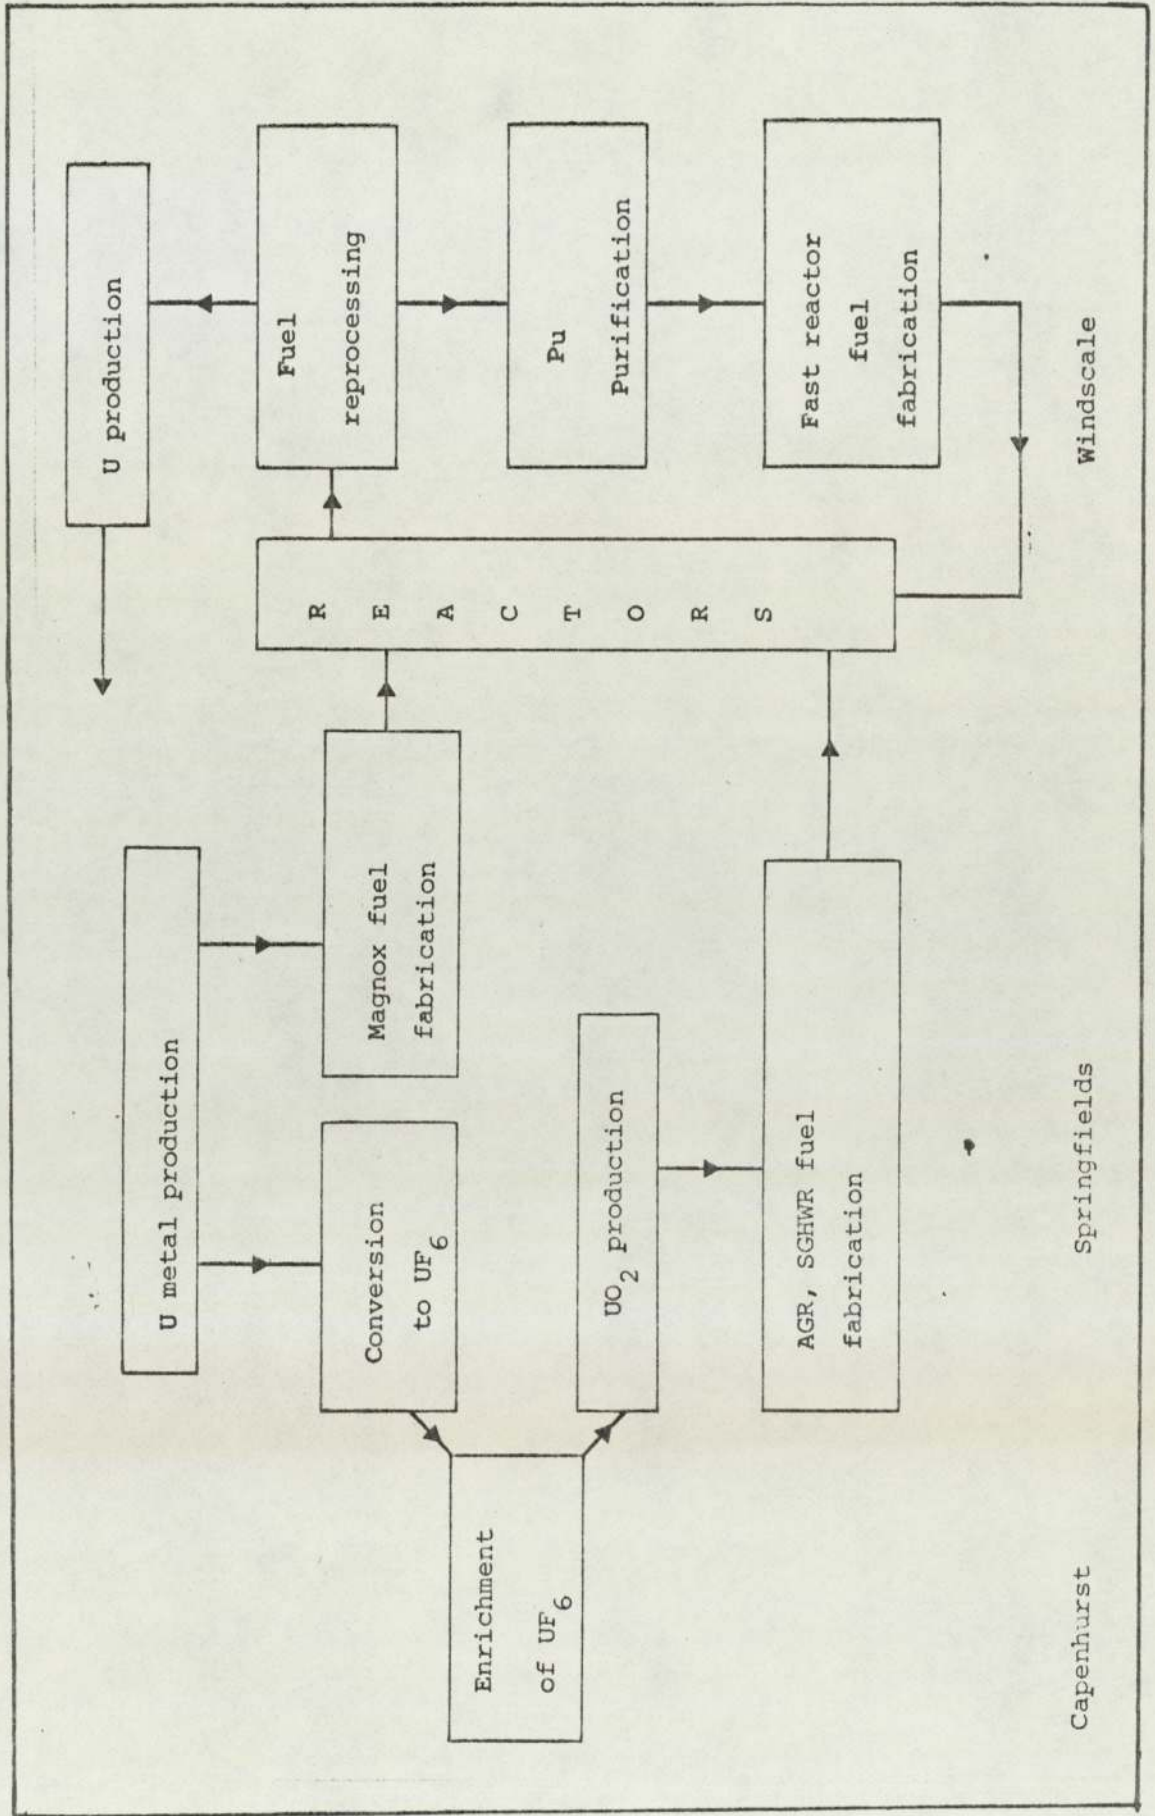 U metal production
Conversion
to UF6
Magnox fuel
fabrication
Enrichment
of UF6
UO2 production
AGR, SGHWR fuel
fabrication
REACTORS
U production
Fuel
reprocessing
Pu
Purification
Fast reactor
fuel
fabrication
Capenhurst
Springfields
Windscale